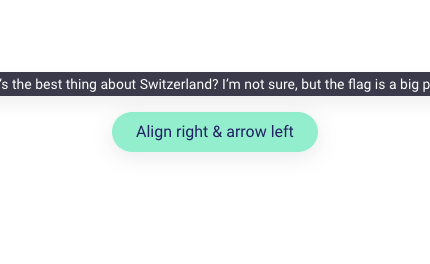 's the best thing about Switzerland? I'm not sure, but the flag is a big p
Align right & arrow left